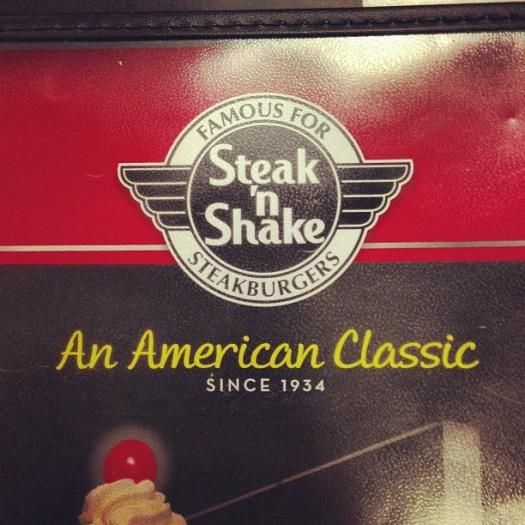 FAMOUS FOR
Steak
'n
Shake
STEAKBURGERS
An American Classic
SINCE 1934